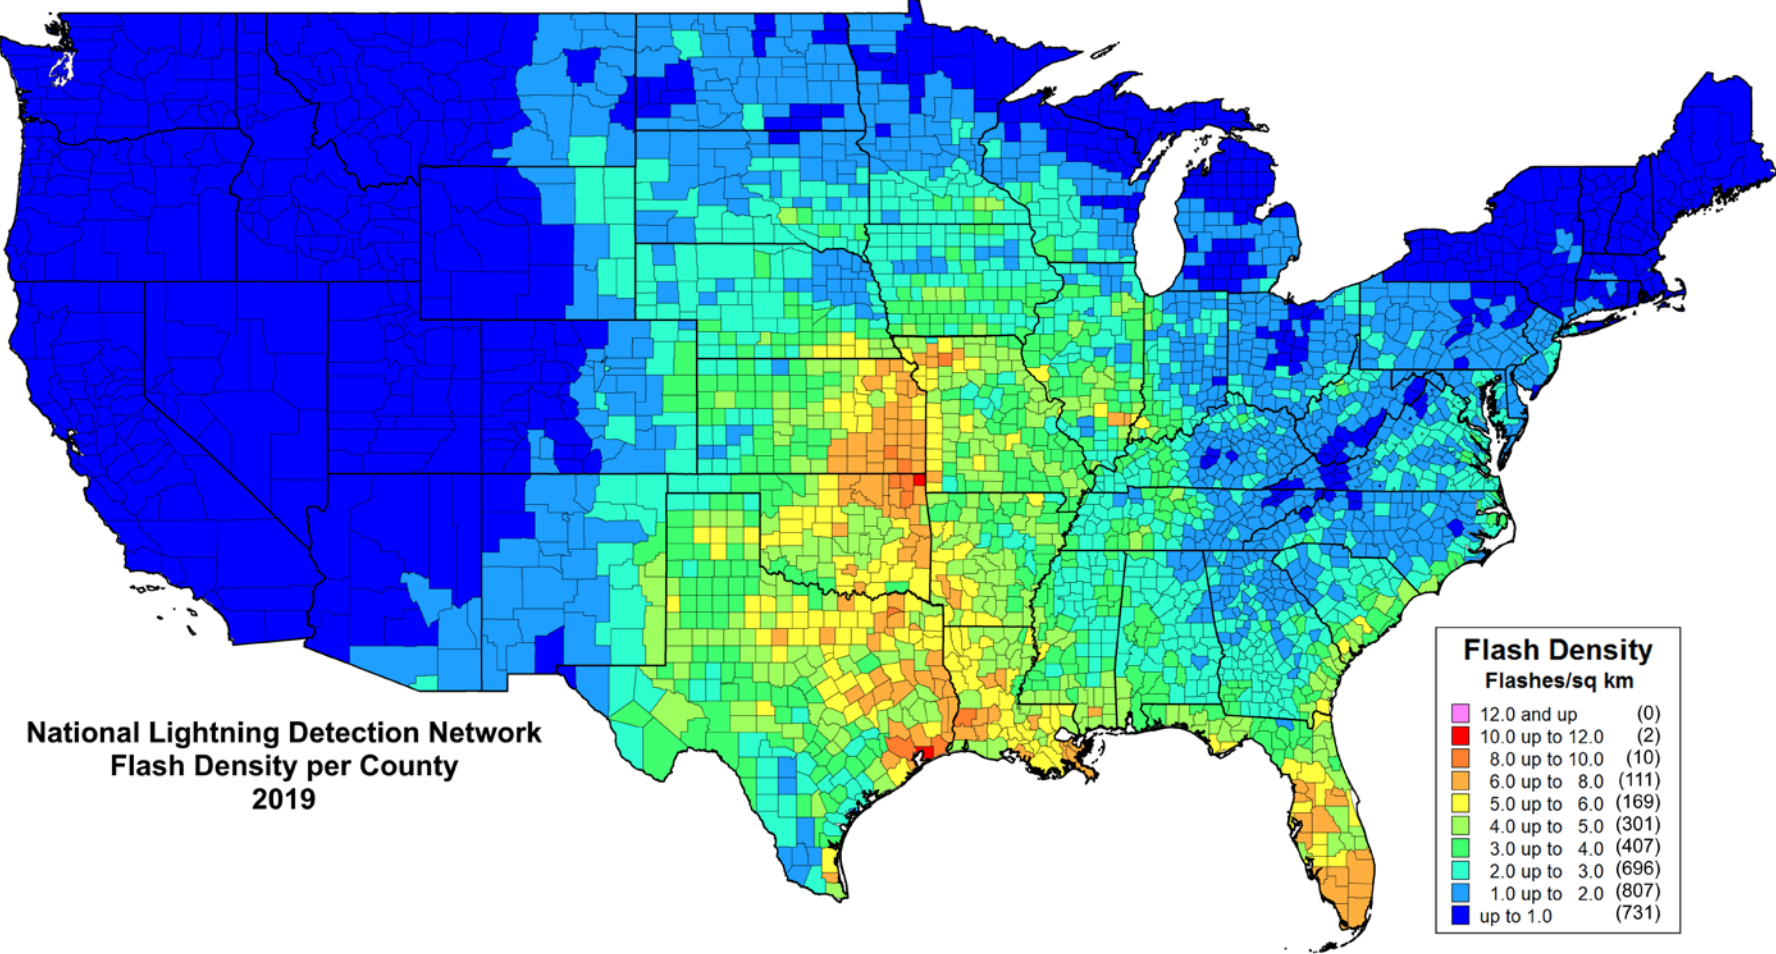 National Lightning Detection Network
Flash Density per County
2019
Flash Density
Flashes/sq km
12.0 and up (0)
10.0 up to 12.0 (2)
8.0 up to 10.0 (10)
6.0 up to 8.0 (111)
5.0 up to 6.0 (169)
4.0 up to 5.0 (301)
3.0 up to 4.0 (407)
2.0 up to 3.0 (696)
1.0 up to 2.0 (807)
up to 1.0 (731)